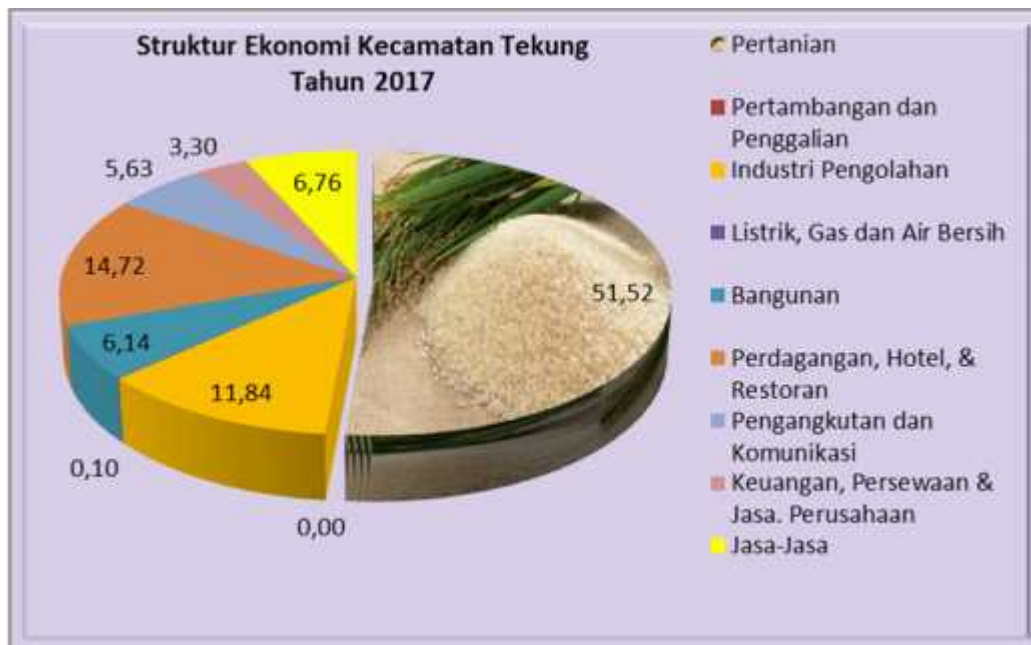 Struktur Ekonomi Kecamatan Tekung
Tahun 2017
3,30
5,63
6,76
14,72
51,52
6,14
11,84
0,10
0,00
Pertanian
Pertambangan dan
Penggalian
Industri Pengolahan
Listrik, Gas dan Air Bersih
Bangunan
Perdagangan, Hotel, &
Restoran
Pengangkutan dan
Komunikasi
Keuangan, Persewaan &
Jasa. Perusahaan
Jasa-Jasa